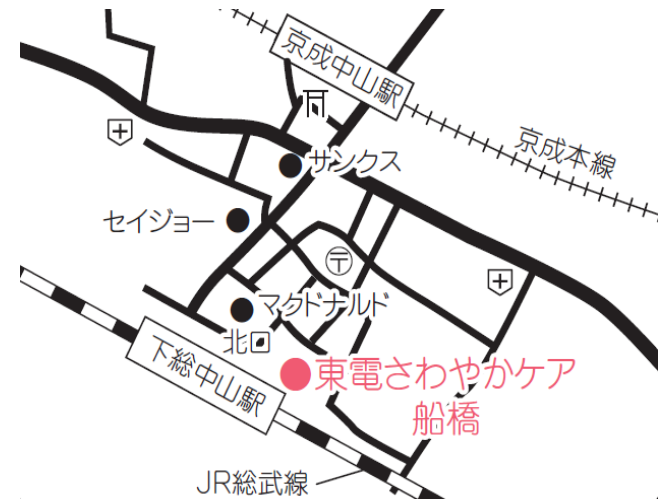 京成中山駅
京成本線
サンクス
セイジョー
〒
マクドナルド
北口
下総中山駅
東電さわやかケア
船橋
JR総武線